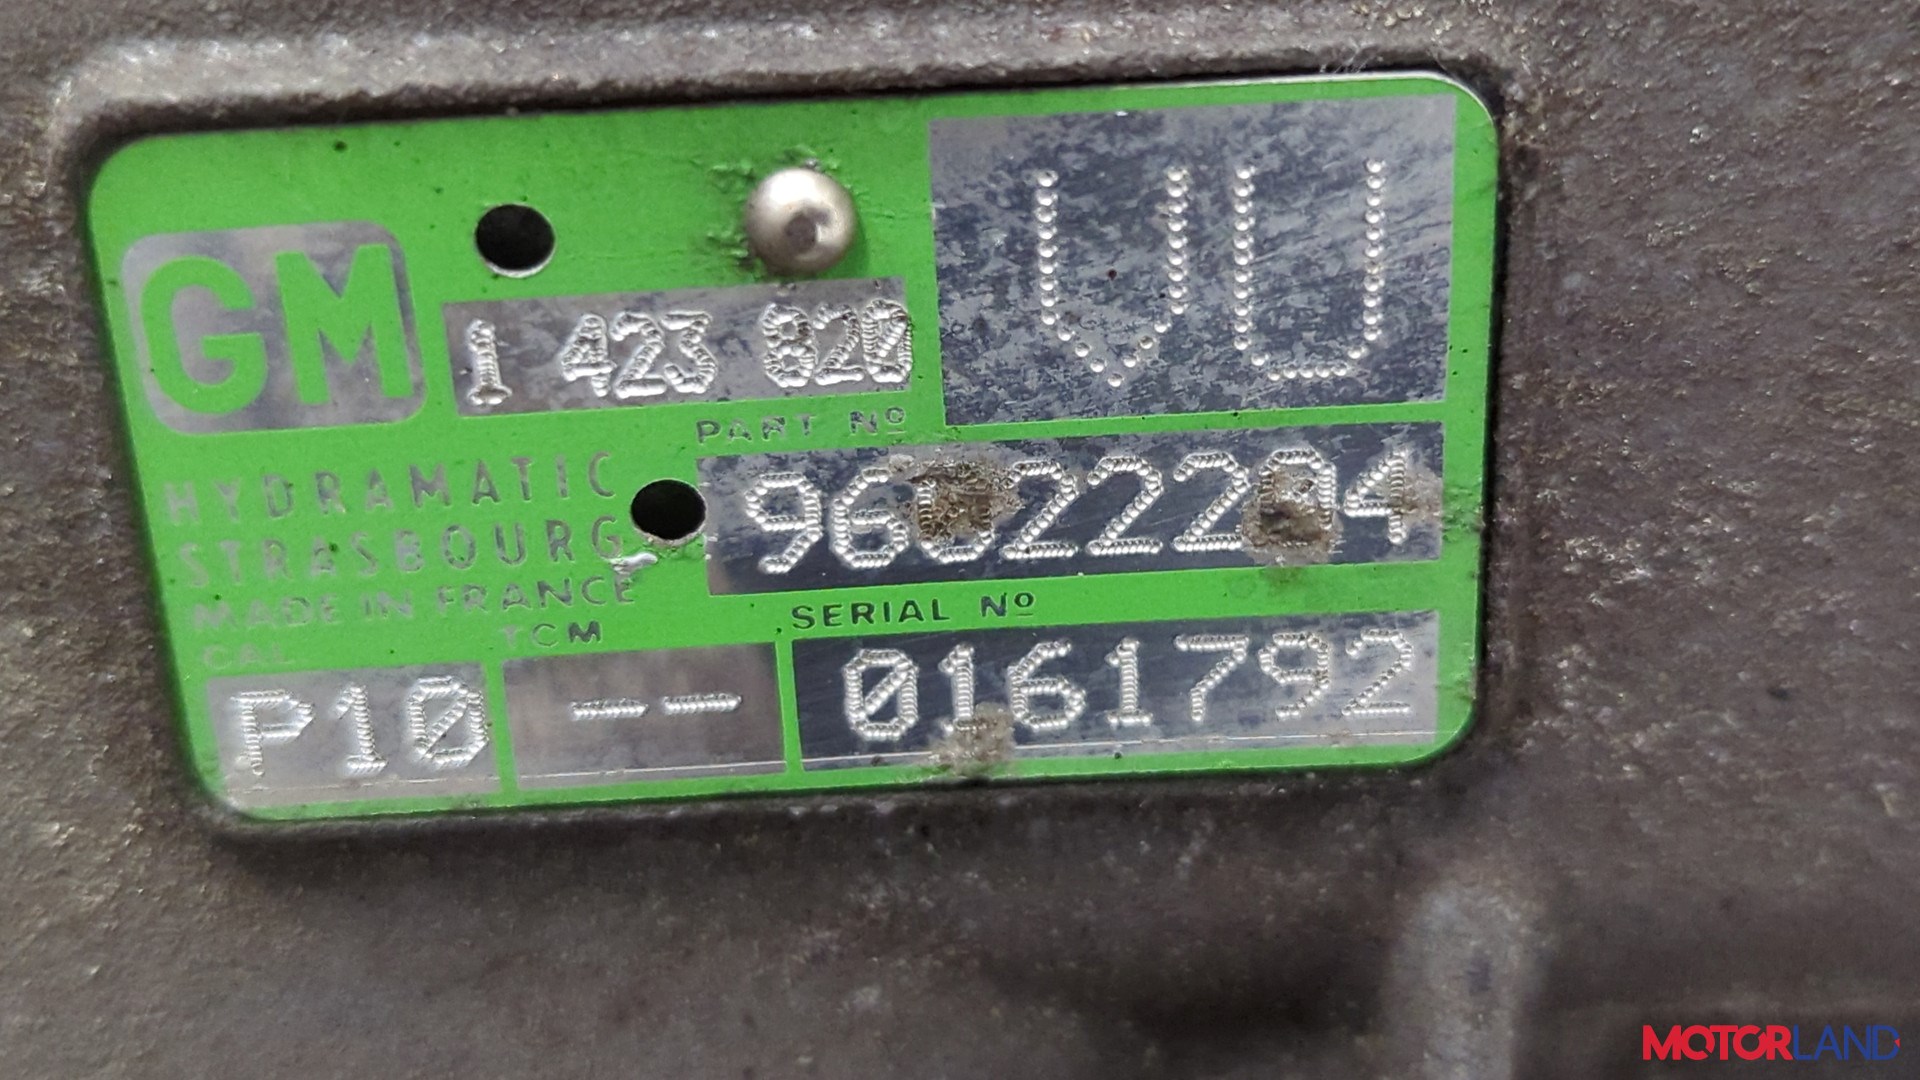 GM
1 423 820
VU
PART Nº
HYDRAMATIC
STRASBOURG
MADE IN FRANCE
96022204
CAL
TCM
SERIAL Nº
P10
--
0161792
MOTORLAND